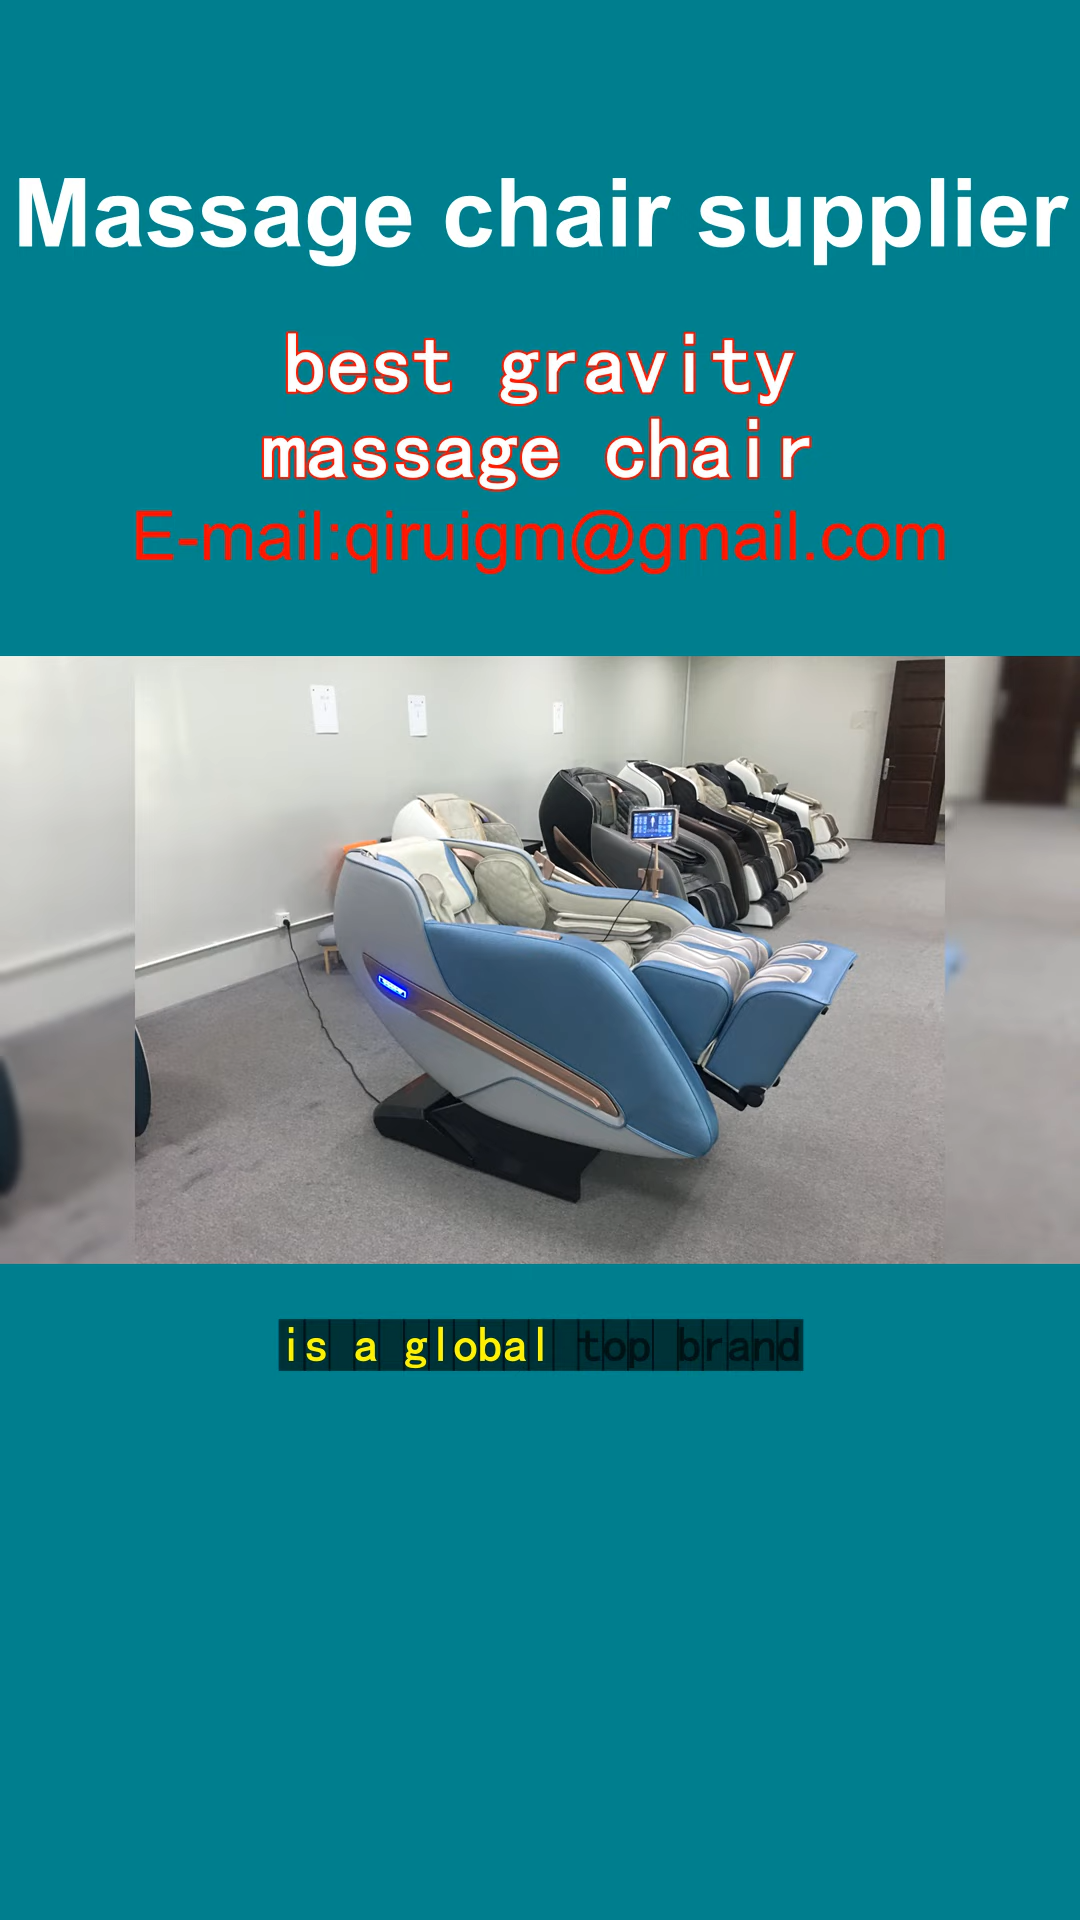 Massage chair supplier
best gravity
massage chair
E-mail:qiruigm@gmail.com
is a global top brand